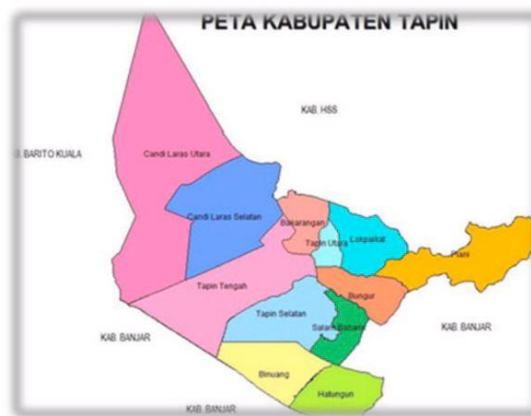 PETA KABUPATEN TAPIN
KAB. HSS
BARITO KUALA
Candi Laras Utara
Candi Laras Selatan
Bakarangan
Tapin Utara
Lokpaikat
Piani
Tapin Tengah
Bungur
Tapin Selatan
Salam Babaris
KAB. BANJAR
KAB. BANJAR
Binuang
Hatungun
KAB. BANJAR